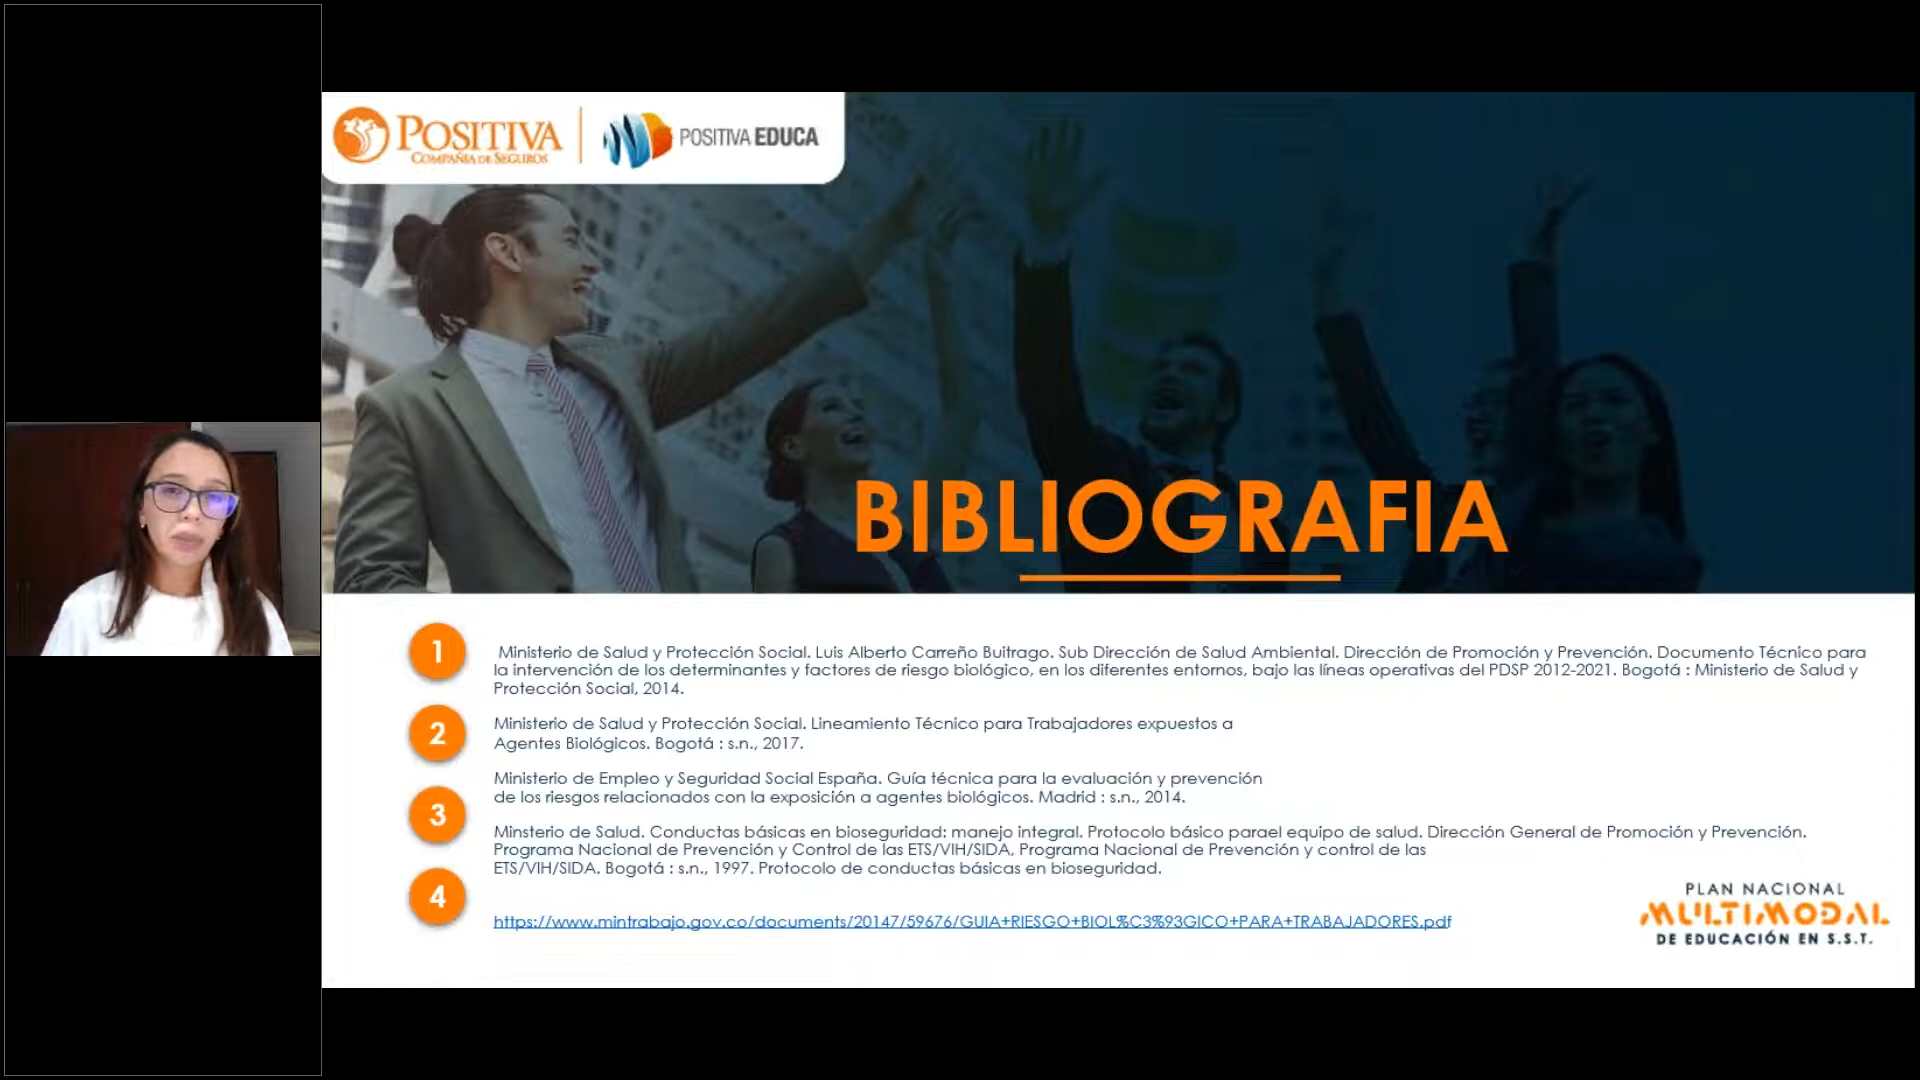 POSITIVA
COMPAÑIA DE SEGUROS
POSITIVA EDUCA
BIBLIOGRAFIA
1
Ministerio de Salud y Protección Social. Luis Alberto Carreño Buitrago. Sub Dirección de Salud Ambiental. Dirección de Promoción y Prevención. Documento Técnico para
la intervención de los determinantes y factores de riesgo biológico, en los diferentes entornos, bajo las líneas operativas del PDSP 2012-2021. Bogotá : Ministerio de Salud y
Protección Social, 2014.
2
Ministerio de Salud y Protección Social. Lineamiento Técnico para Trabajadores expuestos a
Agentes Biológicos. Bogotá : s.n., 2017.
Ministerio de Empleo y Seguridad Social España. Guía técnica para la evaluación y prevención
de los riesgos relacionados con la exposición a agentes biológicos. Madrid : s.n., 2014.
3
Minsterio de Salud. Conductas básicas en bioseguridad: manejo integral. Protocolo básico parael equipo de salud. Dirección General de Promoción y Prevención.
Programa Nacional de Prevención y Control de las ETS/VIH/SIDA, Programa Nacional de Prevención y control de las
ETS/VIH/SIDA. Bogotá : s.n., 1997. Protocolo de conductas básicas en bioseguridad.
4
https://www.mintrabajo.gov.co/documents/20147/59676/GUIA+RIESGO+BIOL%C3%93GICO+PARA+TRABAJADORES.pdf
PLAN NACIONAL
MULTIMODAL
DE EDUCACIÓN EN S.S.T.